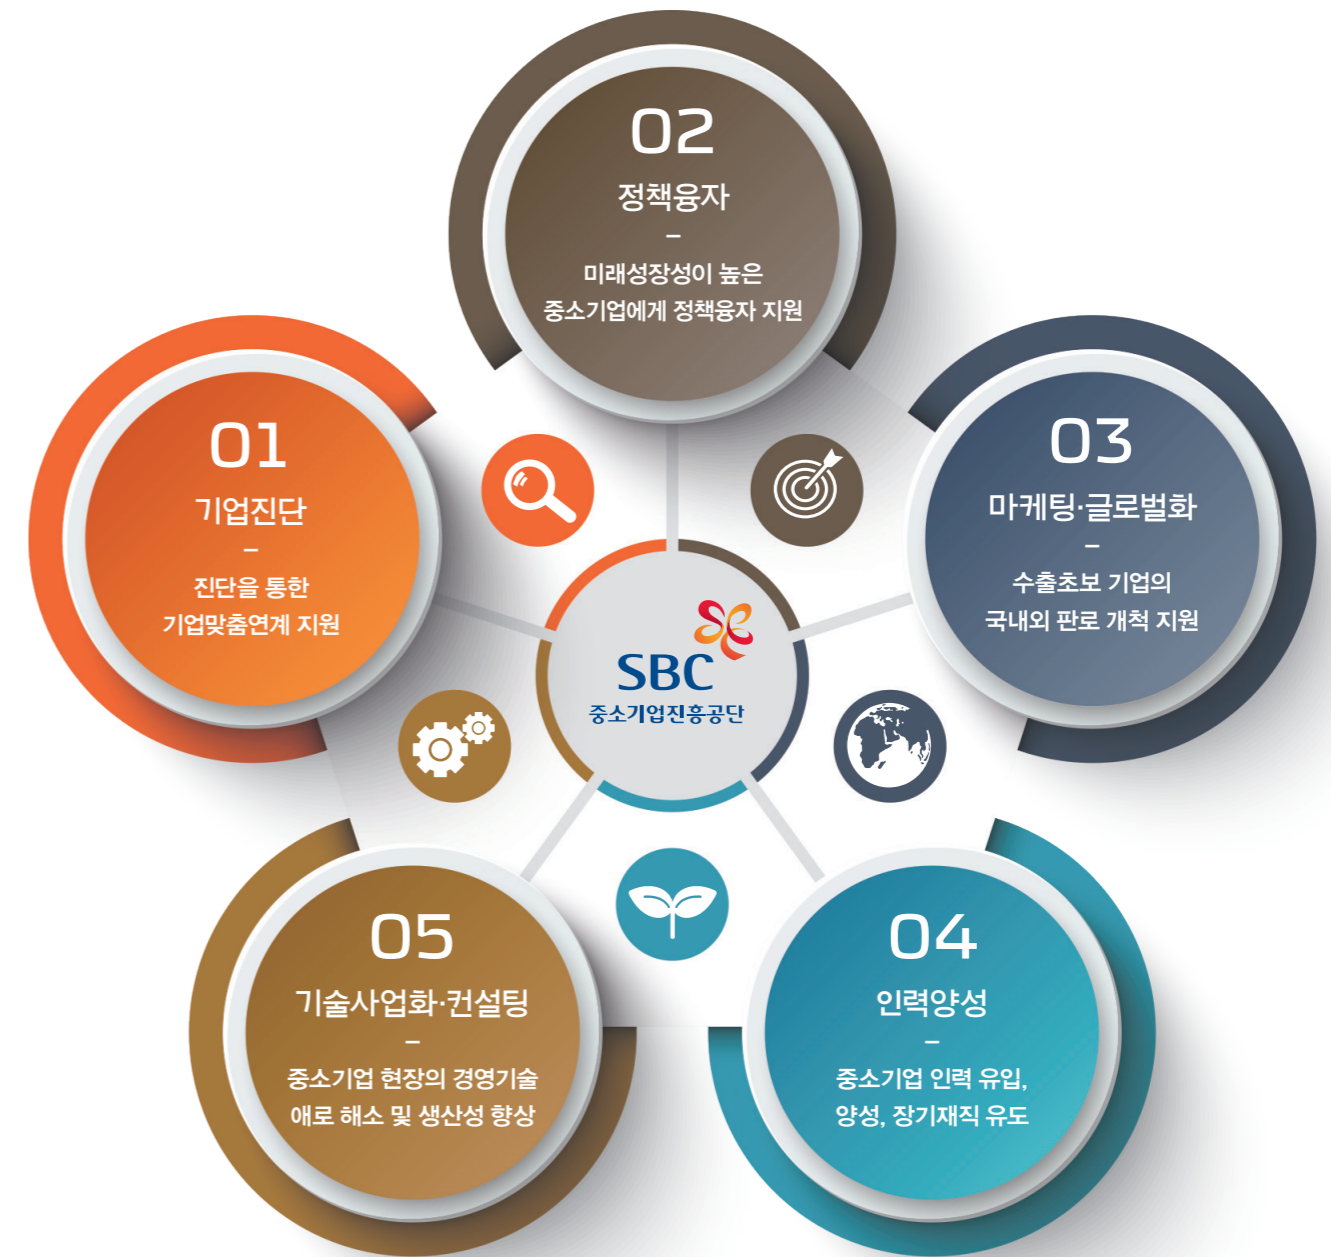 01
기업진단
–
진단을 통한
기업맞춤연계 지원
02
정책융자
–
미래성장성이 높은
중소기업에게 정책융자 지원
03
마케팅·글로벌화
–
수출초보 기업의
국내외 판로 개척 지원
04
인력양성
–
중소기업 인력 유입,
양성, 장기재직 유도
05
기술사업화·컨설팅
–
중소기업 현장의 경영기술
애로 해소 및 생산성 향상
SBC
중소기업진흥공단